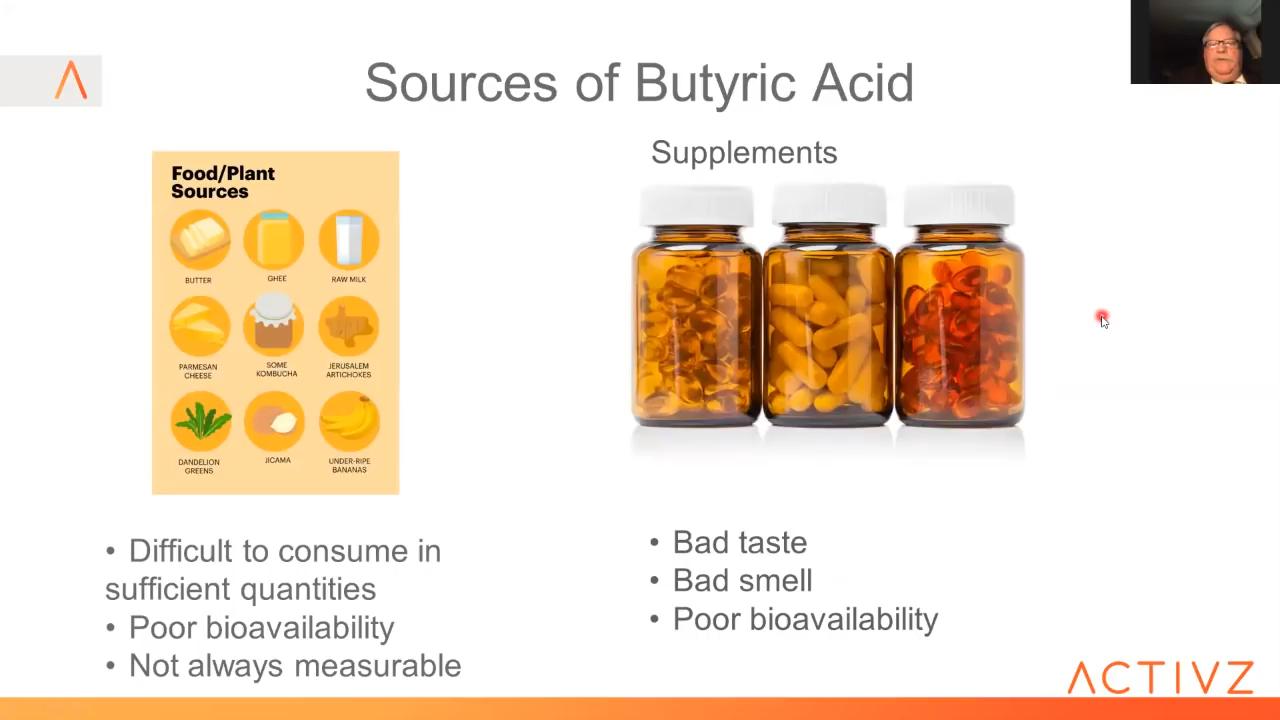 Sources of Butyric Acid
Food/Plant
Sources
BUTTER
GHEE
RAW MILK
PARMESAN
CHEESE
SOME
KOMBUCHA
JERUSALEM
ARTICHOKES
DANDELION
GREENS
JICAMA
UNDER-RIPE
BANANAS
• Difficult to consume in
sufficient quantities
• Poor bioavailability
• Not always measurable
Supplements
• Bad taste
• Bad smell
• Poor bioavailability
ACTIVZ